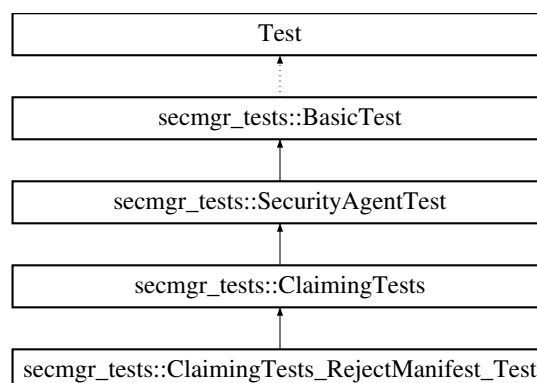 Test
secmgr_tests::BasicTest
secmgr_tests::SecurityAgentTest
secmgr_tests::ClaimingTests
secmgr_tests::ClaimingTests_RejectManifest_Test